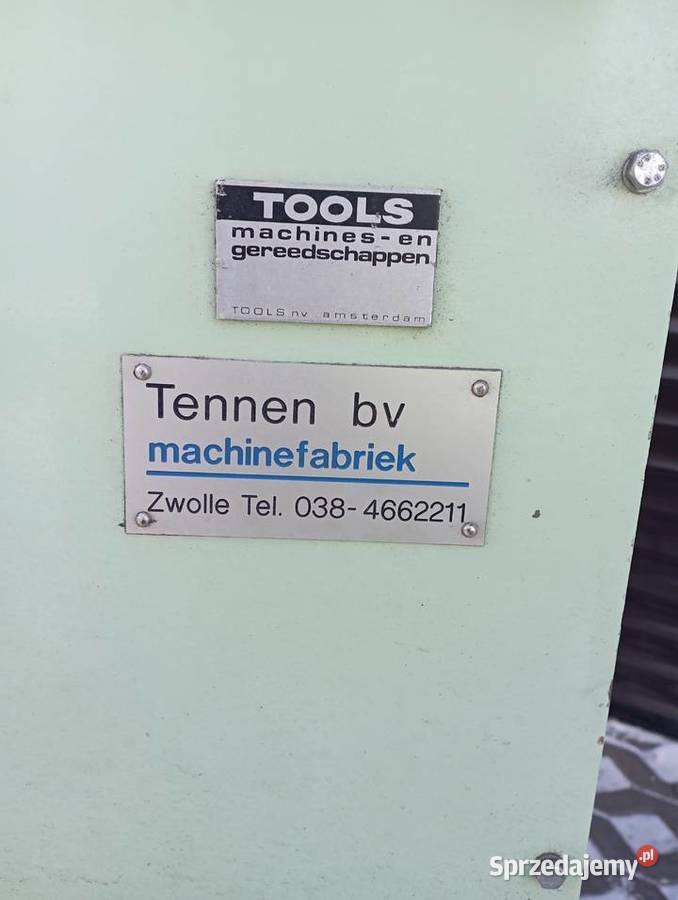 TOOLS
machines-en
gereedschappen
TOOLS nv. amsterdam
Tennen bv
machinefabriek
Zwolle Tel. 038-4662211
Sprzedajemy.pl